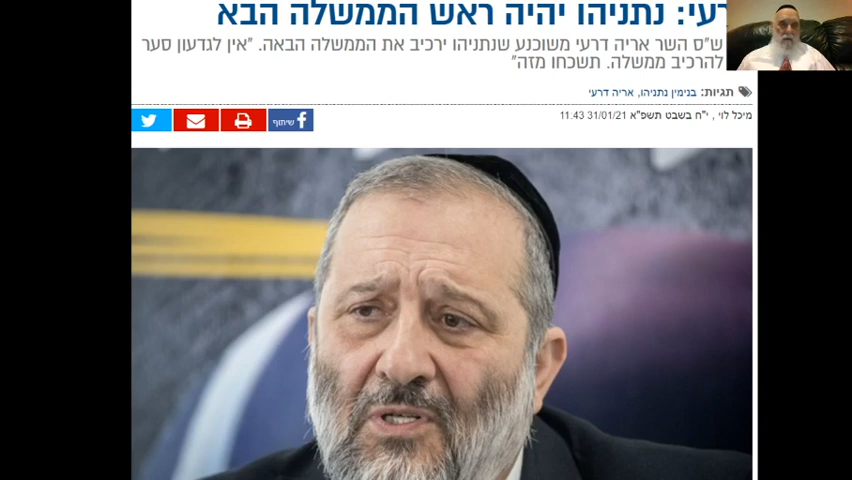 רעי: נתניהו יהיה ראש הממשלה הבא
ש"ס השר אריה דרעי משוכנע שנתניהו ירכיב את הממשלה הבאה. "אין לגדעון סער
להרכיב ממשלה. תשכחו מזה"
תגיות: בנימין נתניהו, אריה דרעי
מיכל לוי , י"ח בשבט תשפ"א 31/01/21 11:43
שיתוף